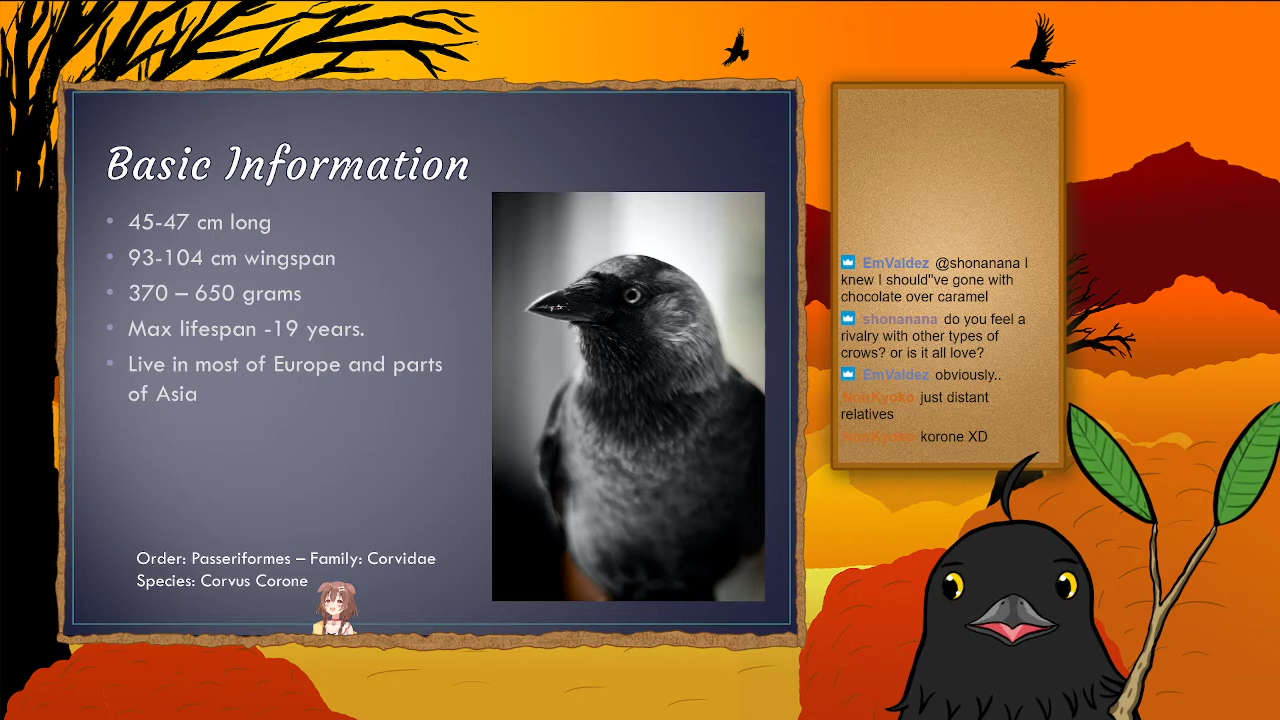 Basic Information
• 45-47 cm long
• 93-104 cm wingspan
• 370 – 650 grams
• Max lifespan -19 years.
• Live in most of Europe and parts
of Asia
Order: Passeriformes – Family: Corvidae
Species: Corvus Corone
EmValdez @shonanana I
knew I should"ve gone with
chocolate over caramel
shonanana do you feel a
rivalry with other types of
crows? or is it all love?
EmValdez obviously..
NoirKyoko just distant
relatives
NoirKyoko korone XD